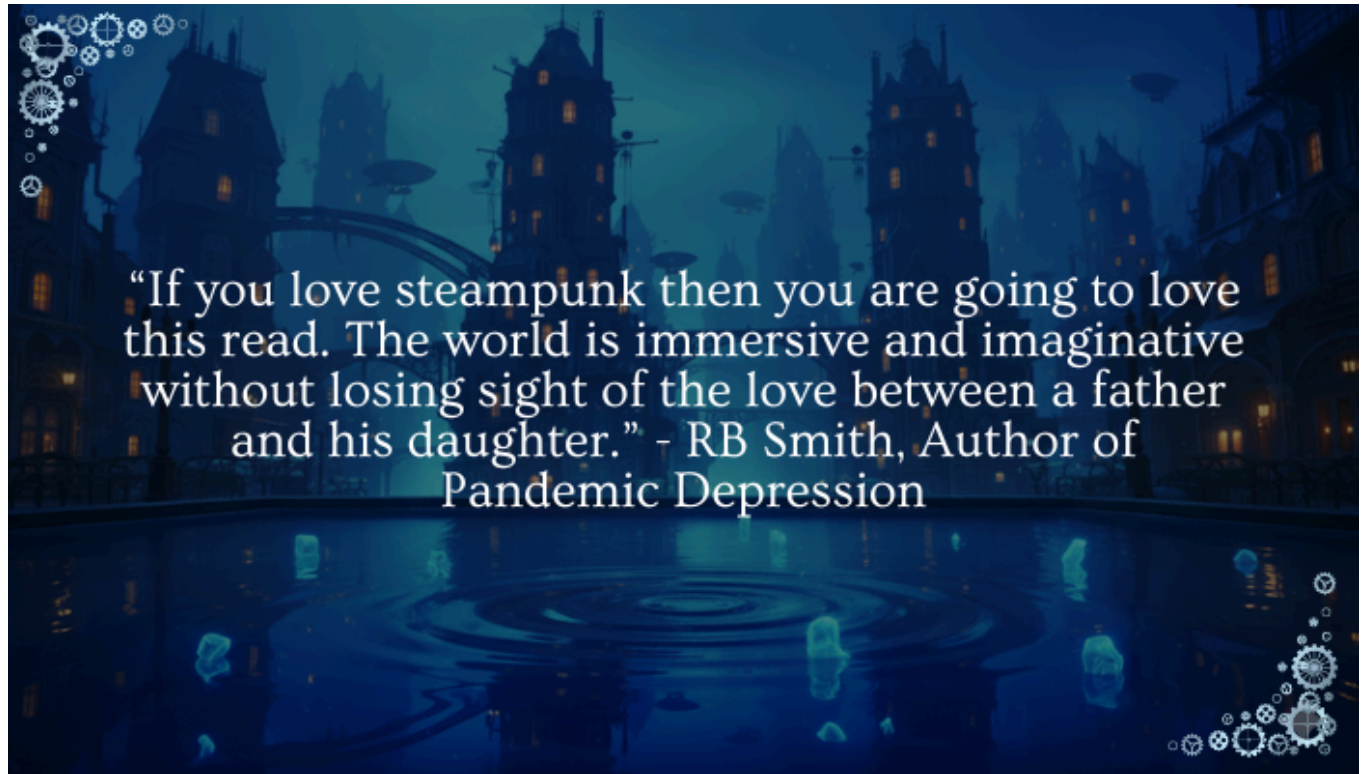 “If you love steampunk then you are going to love
this read. The world is immersive and imaginative
without losing sight of the love between a father
and his daughter.” - RB Smith, Author of
Pandemic Depression